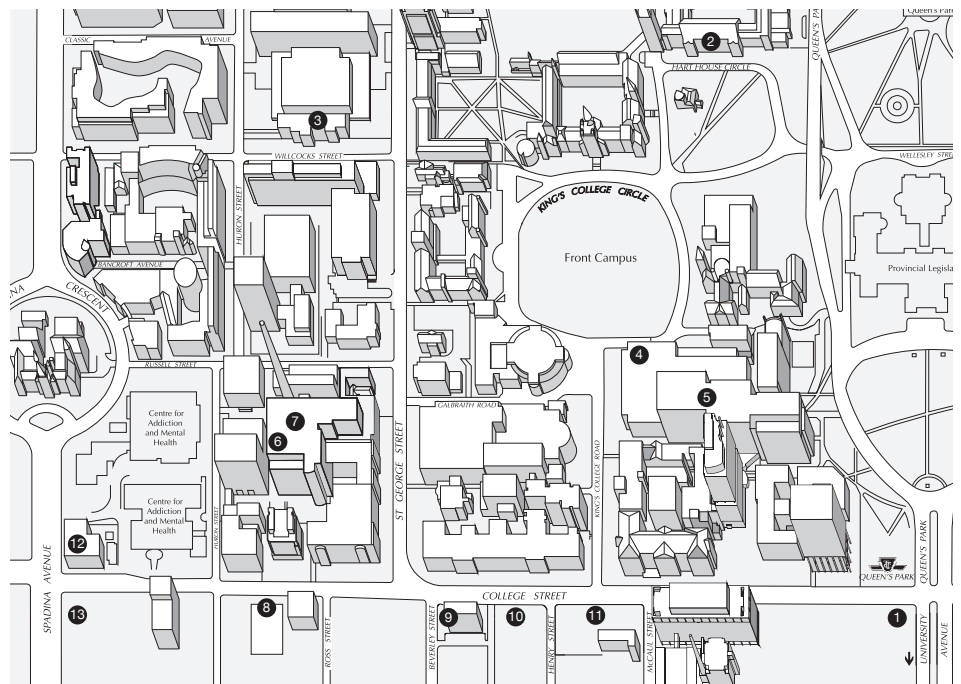 Queen's Park
CLASSIC
AVENUE
2
QUEEN'S PARK
HART HOUSE CIRCLE
3
WILLCOCKS STREET
WELLESLEY STRE
KING'S COLLEGE CIRCLE
HURON STREET
Front Campus
BANCROFT AVENUE
Provincial Legisla
NA
CRESCENT
4
RUSSELL STREET
5
GALBRAITH ROAD
Centre for
Addiction
and Mental
Health
7
6
ST GEORGE STREET
KING'S COLLEGE ROAD
Centre for
Addiction
and Mental
Health
HURON STREET
12
SPADINA AVENUE
QUEEN'S PARK
QUEEN'S PARK
COLLEGE STREET
13
8
ROSS STREET
BEVERLEY STREET
9
10
HENRY STREET
11
McCAUL STREET
1
UNIVERSITY
AVENUE